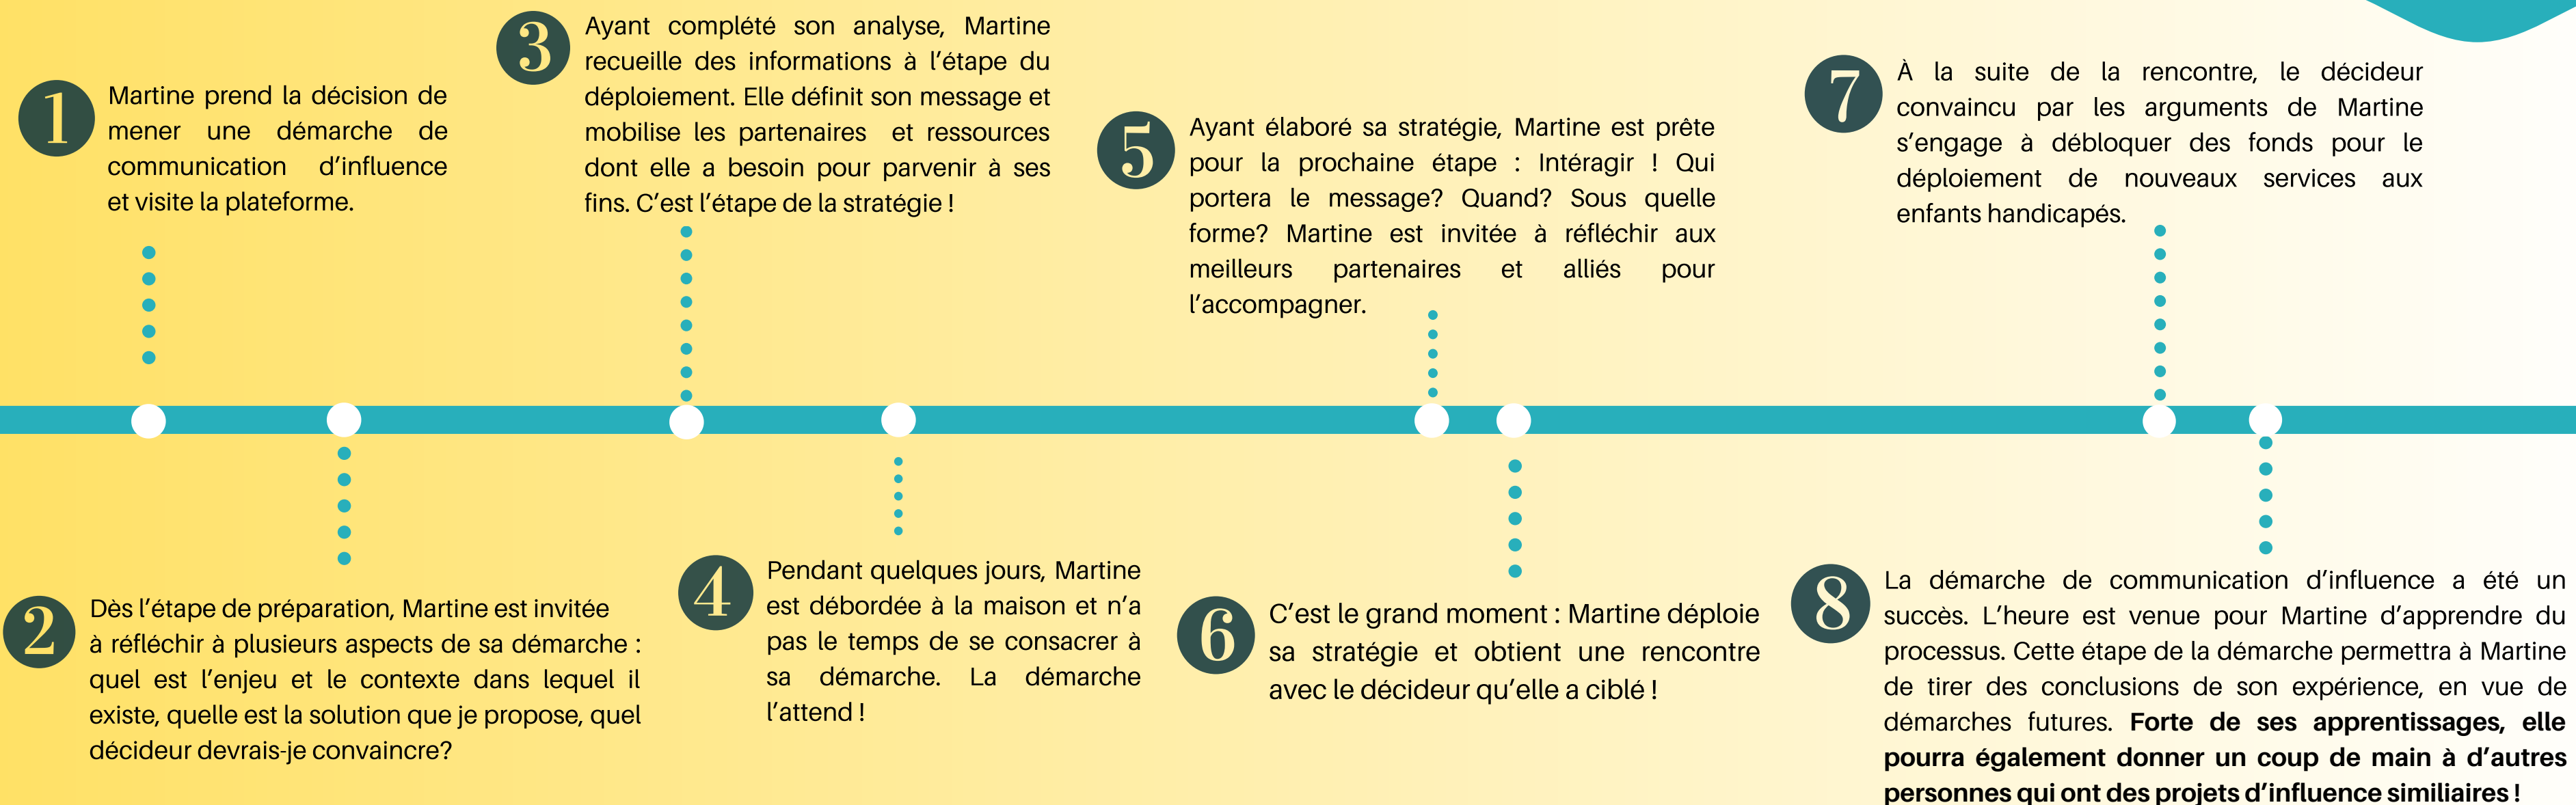 1
Martine prend la décision de
mener une démarche de
communication d’influence
et visite la plateforme.
2
Dès l’étape de préparation, Martine est invitée
à réfléchir à plusieurs aspects de sa démarche :
quel est l’enjeu et le contexte dans lequel il
existe, quelle est la solution que je propose, quel
décideur devrais-je convaincre?
3
Ayant complété son analyse, Martine
recueille des informations à l’étape du
déploiement. Elle définit son message et
mobilise les partenaires et ressources
dont elle a besoin pour parvenir à ses
fins. C’est l’étape de la stratégie !
4
Pendant quelques jours, Martine
est débordée à la maison et n’a
pas le temps de se consacrer à
sa démarche. La démarche
l’attend !
5
Ayant élaboré sa stratégie, Martine est prête
pour la prochaine étape : Intéragir ! Qui
portera le message? Quand? Sous quelle
forme? Martine est invitée à réfléchir aux
meilleurs partenaires et alliés pour
l’accompagner.
6
C’est le grand moment : Martine déploie
sa stratégie et obtient une rencontre
avec le décideur qu’elle a ciblé !
7
À la suite de la rencontre, le décideur
convaincu par les arguments de Martine
s’engage à débloquer des fonds pour le
déploiement de nouveaux services aux
enfants handicapés.
8
La démarche de communication d’influence a été un
succès. L’heure est venue pour Martine d’apprendre du
processus. Cette étape de la démarche permettra à Martine
de tirer des conclusions de son expérience, en vue de
démarches futures. Forte de ses apprentissages, elle
pourra également donner un coup de main à d’autres
personnes qui ont des projets d’influence similiaires !